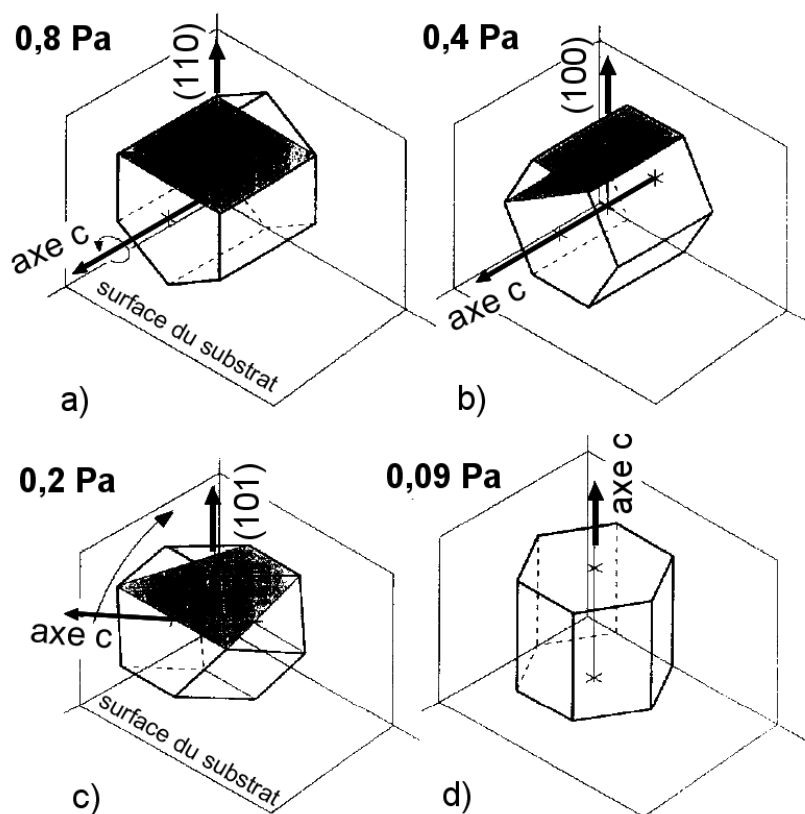 0,8 Pa
(110)
axe c
surface du substrat
a)
0,4 Pa
(100)
axe c
b)
0,2 Pa
(101)
axe c
surface du substrat
c)
0,09 Pa
axe c
d)